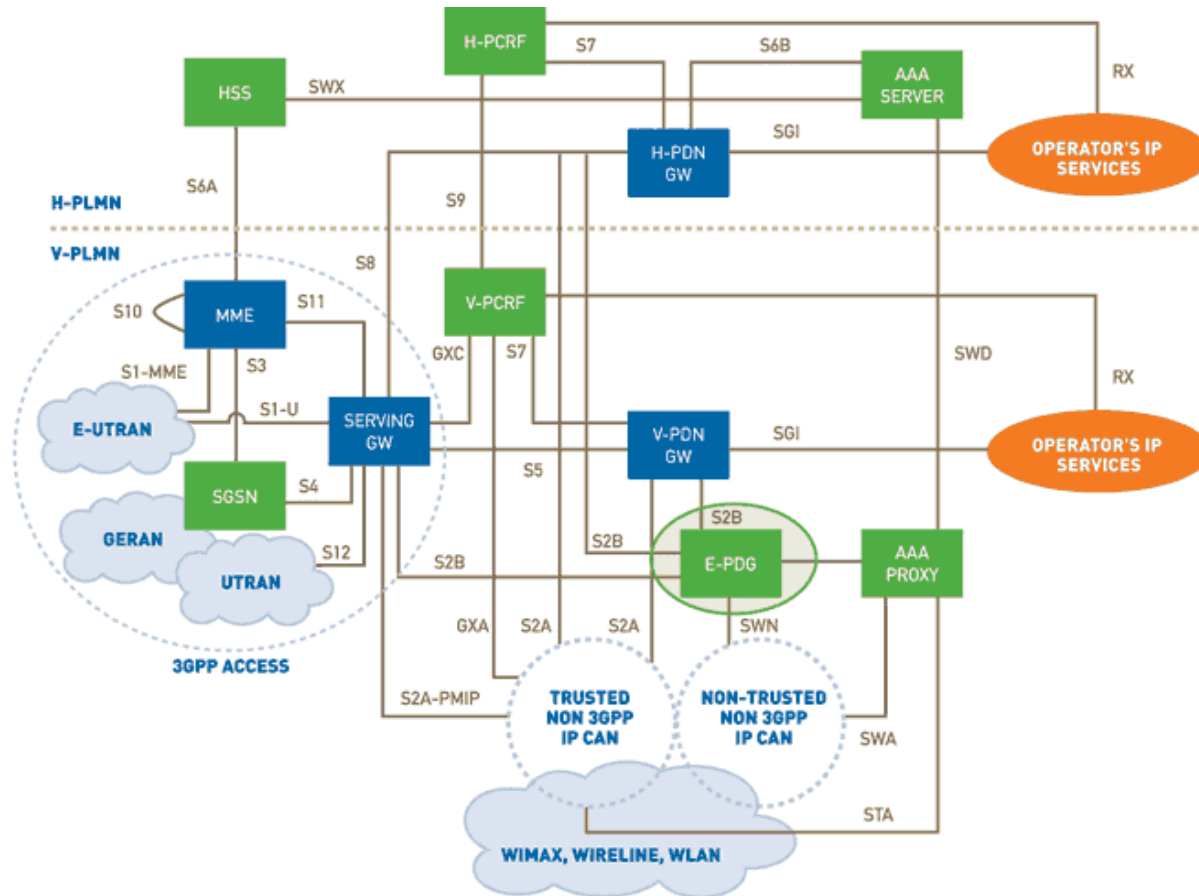 H-PCRF
S7
S6B
RX
HSS
SWX
AAA
SERVER
SGI
H-PDN
GW
OPERATOR'S IP
SERVICES
S6A
S9
H-PLMN
V-PLMN
S8
MME
S10
S11
V-PCRF
S1-MME
S3
GXC
S7
SWD
RX
E-UTRAN
S1-U
SERVING
GW
V-PDN
GW
SGI
OPERATOR'S IP
SERVICES
S5
SGSN
S4
GERAN
S12
UTRAN
S2B
S2B
S2B
E-PDG
AAA
PROXY
GXA
S2A
S2A
SWN
3GPP ACCESS
S2A-PMIP
TRUSTED
NON 3GPP
IP CAN
NON-TRUSTED
NON 3GPP
IP CAN
SWA
STA
WIMAX, WIRELINE, WLAN